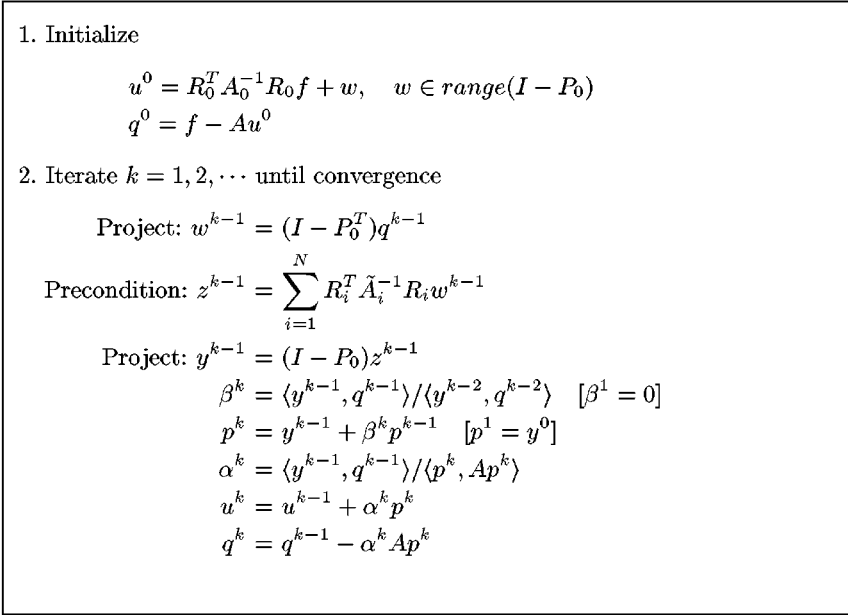 1. Initialize
u^0 = R_0^T A_0^{-1} R_0 f + w, w ∈ range(I − P_0)
q^0 = f − Au^0
2. Iterate k = 1, 2, ⋯ until convergence
Project: w^{k−1} = (I − P_0^T)q^{k−1}
Precondition: z^{k−1} = ∑_{i=1}^{N} R_i^T Ã_i^{−1} R_i w^{k−1}
Project: y^{k−1} = (I − P_0)z^{k−1}
β^k = ⟨y^{k−1}, q^{k−1}⟩/⟨y^{k−2}, q^{k−2}⟩ [β^1 = 0]
p^k = y^{k−1} + β^k p^{k−1} [p^1 = y^0]
α^k = ⟨y^{k−1}, q^{k−1}⟩/⟨p^k, Ap^k⟩
u^k = u^{k−1} + α^k p^k
q^k = q^{k−1} − α^k Ap^k